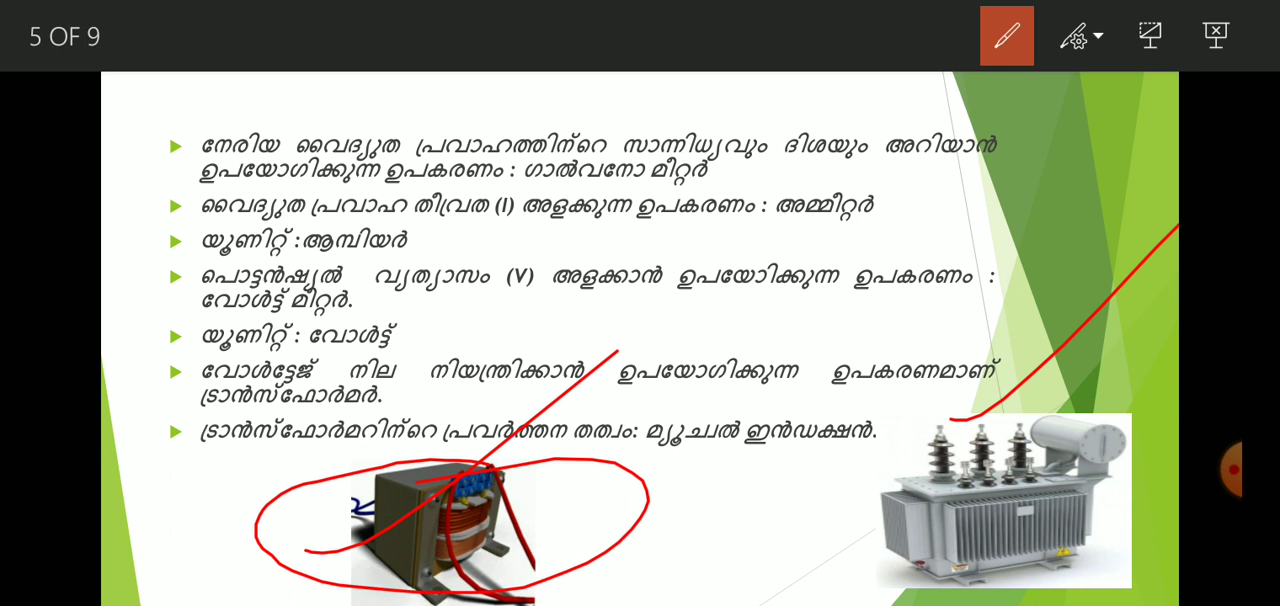 5 OF 9
നേരിയ വൈദ്യുത പ്രവാഹത്തിന്റെ സാന്നിധ്യവും ദിശയും അറിയാൻ
ഉപയോഗിക്കുന്ന ഉപകരണം : ഗാൽവനോ മീറ്റർ
വൈദ്യുത പ്രവാഹ തീവ്രത (I) അളക്കുന്ന ഉപകരണം : അമ്മീറ്റർ
യൂണിറ്റ് :ആമ്പിയർ
പൊട്ടൻഷ്യൽ വ്യത്യാസം (V) അളക്കാൻ ഉപയോിക്കുന്ന ഉപകരണം :
വോൾട്ട് മീറ്റർ.
യൂണിറ്റ് : വോൾട്ട്
വോൾട്ടേജ് നില നിയന്ത്രിക്കാൻ ഉപയോഗിക്കുന്ന ഉപകരണമാണ്
ട്രാൻസ്ഫോർമർ.
ട്രാൻസ്ഫോർമറിന്റെ പ്രവർത്തന തത്വം: മ്യൂച്വൽ ഇൻഡക്ഷൻ.